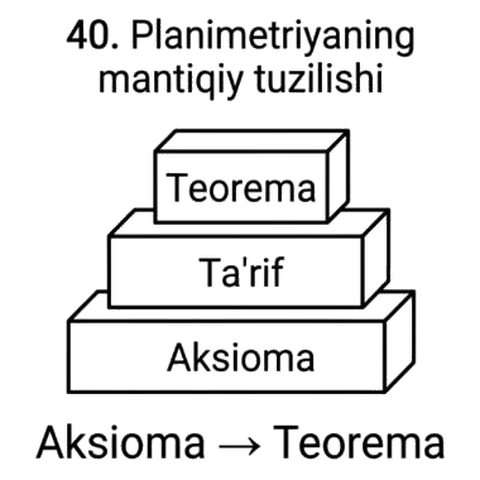 40. Planimetriyaning
mantiqiy tuzilishi
Teorema
Ta'rif
Aksioma
Aksioma → Teorema